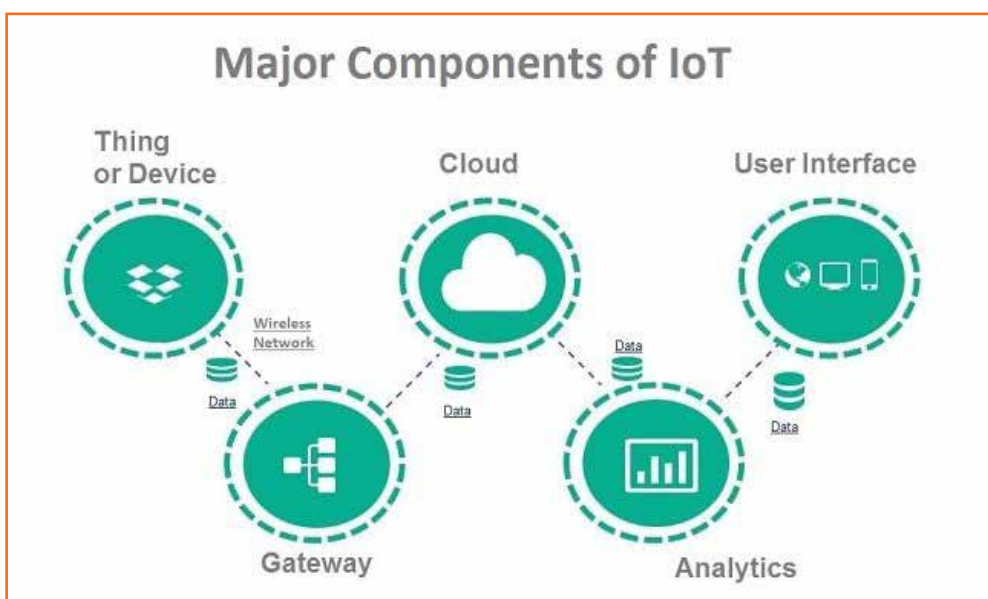 Major Components of IoT
Thing
or Device
Cloud
User Interface
Wireless
Network
Data
Data
Data
Data
Gateway
Analytics